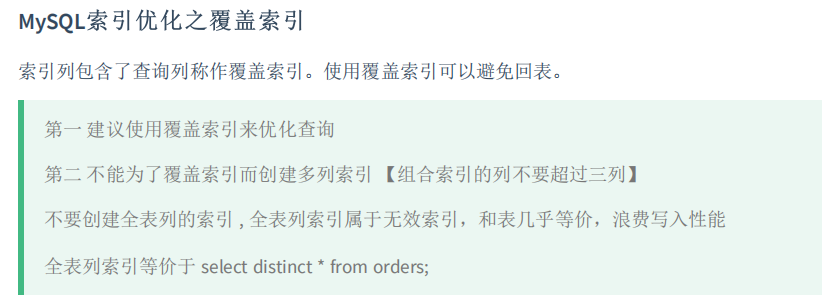 MySQL索引优化之覆盖索引
索引列包含了查询列称作覆盖索引。使用覆盖索引可以避免回表。
第一 建议使用覆盖索引来优化查询
第二 不能为了覆盖索引而创建多列索引 【组合索引的列不要超过三列】
不要创建全表列的索引 , 全表列索引属于无效索引，和表几乎等价，浪费写入性能
全表列索引等价于 select distinct * from orders;